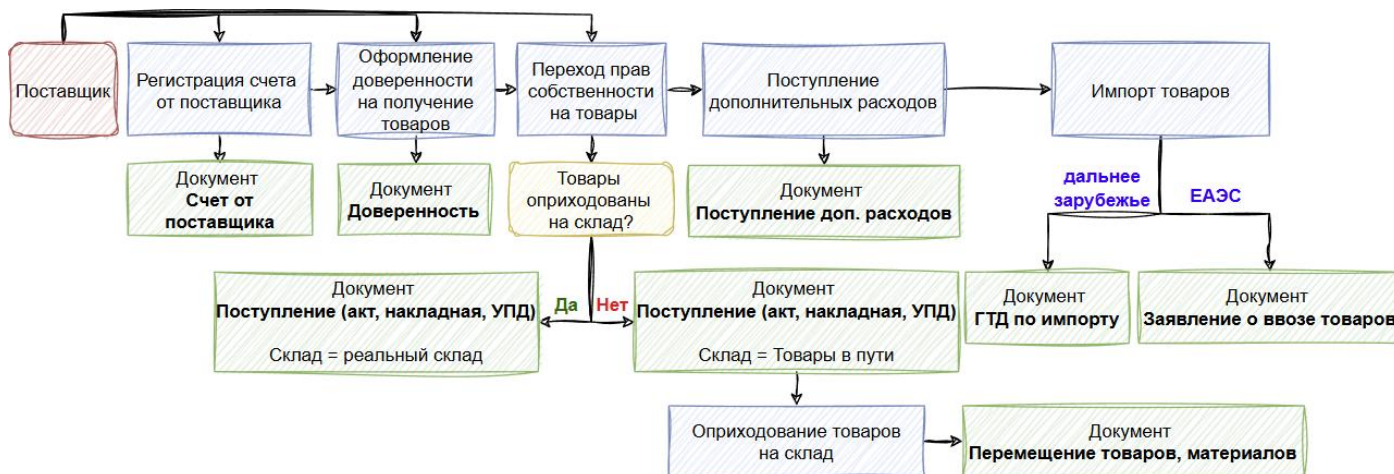 Поставщик
Регистрация счета
от поставщика
Оформление
доверенности
на получение
товаров
Переход прав
собственности
на товары
Поступление
дополнительных расходов
Импорт товаров
Документ
Счет от
поставщика
Документ
Доверенность
Товары
оприходованы
на склад?
Документ
Поступление доп. расходов
дальнее
зарубежье
ЕАЭС
Документ
Поступление (акт, накладная, УПД)
Склад = реальный склад
Да
Нет
Документ
Поступление (акт, накладная, УПД)
Склад = Товары в пути
Документ
ГТД по импорту
Документ
Заявление о ввозе товаров
Оприходование товаров
на склад
Документ
Перемещение товаров, материалов